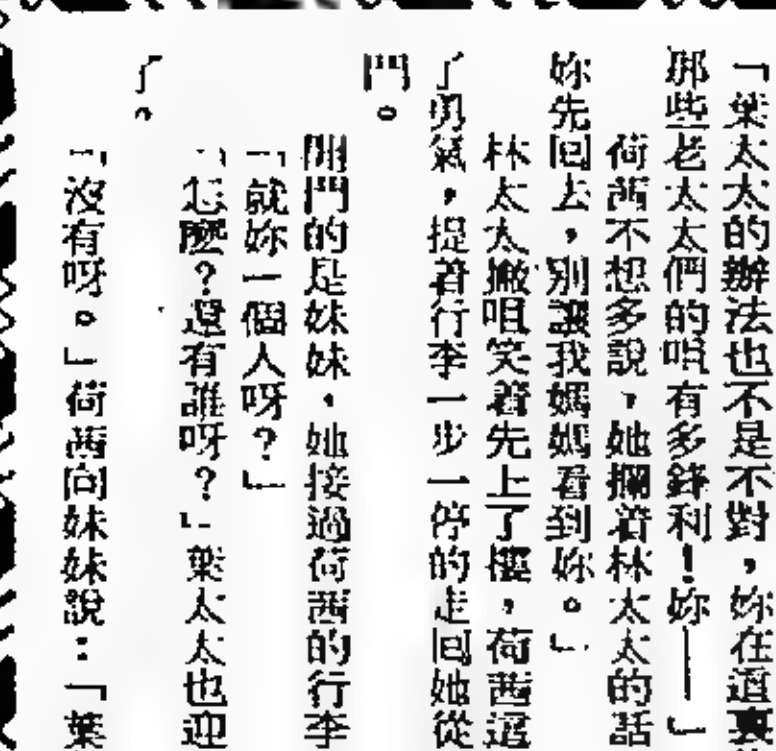 「葉太太的辦法也不是不對，妳在這裏
那些老太太們的眼有多鋒利！妳——」
荷茜不想多說，她攔着林太太的話
妳先回去，別讓我媽媽看到妳。」
林太太撇咀笑着先上了樓，荷茜這
了勇氣，提着行李一步一停的走回她從
門。
開門的是妹妹，她接過荷茜的行李
「就妳一個人呀？」
「怎麼？還有誰呀？」葉太太也迎
了。
「沒有呀。」荷茜向妹妹說：「葉